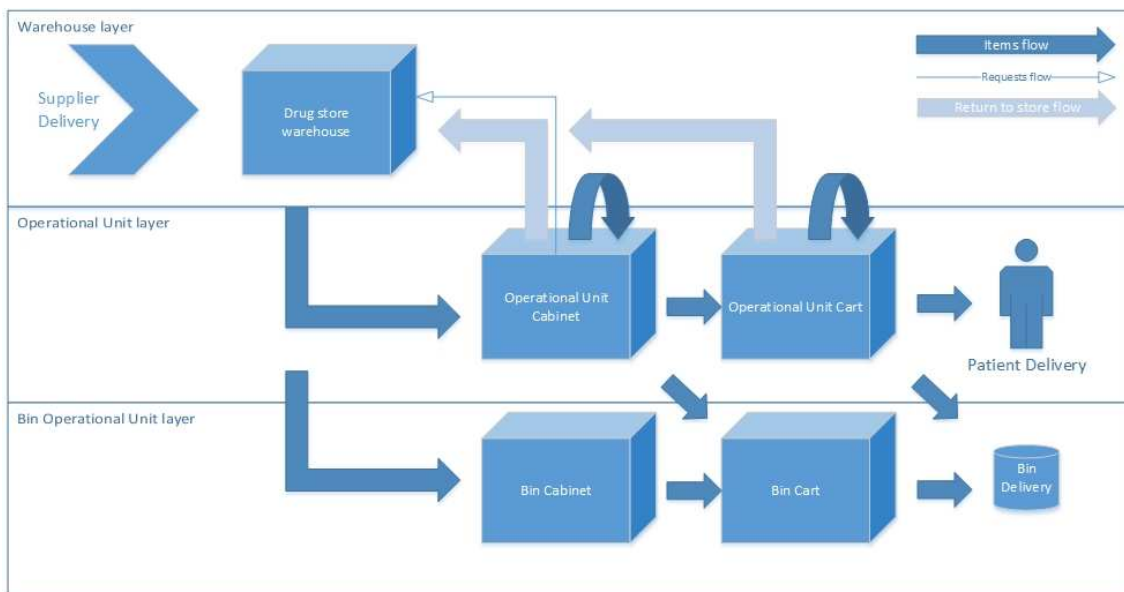 Warehouse layer
Items flow
Requests flow
Return to store flow
Supplier
Delivery
Drug store
warehouse
Operational Unit layer
Operational Unit
Cabinet
Operational Unit Cart
Patient Delivery
Bin Operational Unit layer
Bin Cabinet
Bin Cart
Bin
Delivery